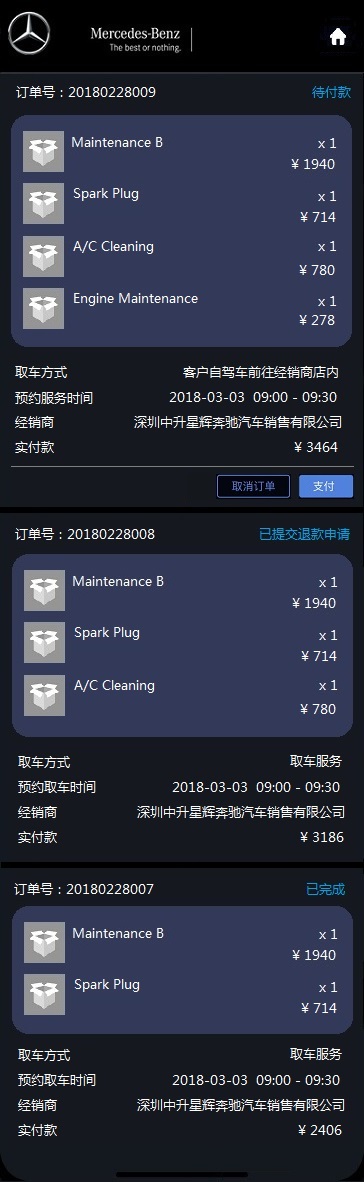 Mercedes-Benz
The best or nothing.
订单号：20180228009 待付款
Maintenance B x 1
¥ 1940
Spark Plug x 1
¥ 714
A/C Cleaning x 1
¥ 780
Engine Maintenance x 1
¥ 278
取车方式 客户自驾车前往经销商店内
预约服务时间 2018-03-03 09:00 - 09:30
经销商 深圳中升星辉奔驰汽车销售有限公司
实付款 ¥ 3464
取消订单 支付
订单号：20180228008 已提交退款申请
Maintenance B x 1
¥ 1940
Spark Plug x 1
¥ 714
A/C Cleaning x 1
¥ 780
取车方式 取车服务
预约取车时间 2018-03-03 09:00 - 09:30
经销商 深圳中升星辉奔驰汽车销售有限公司
实付款 ¥ 3186
订单号：20180228007 已完成
Maintenance B x 1
¥ 1940
Spark Plug x 1
¥ 714
取车方式 取车服务
预约取车时间 2018-03-03 09:00 - 09:30
经销商 深圳中升星辉奔驰汽车销售有限公司
实付款 ¥ 2406